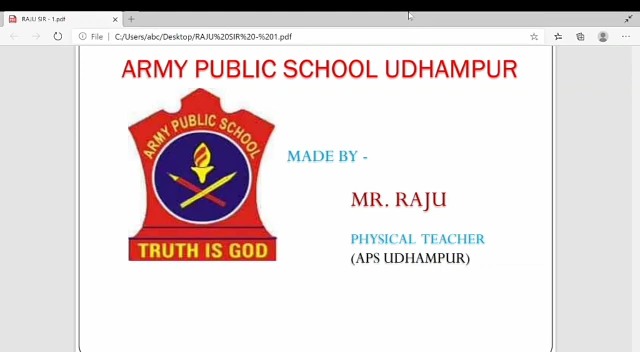 RAJU SIR - 1.pdf
File
C:/Users/abc/Desktop/RAJU%20SIR%20-%201.pdf
ARMY PUBLIC SCHOOL UDHAMPUR
ARMY PUBLIC SCHOOL
MADE BY -
MR. RAJU
PHYSICAL TEACHER
TRUTH IS GOD
(APS UDHAMPUR)